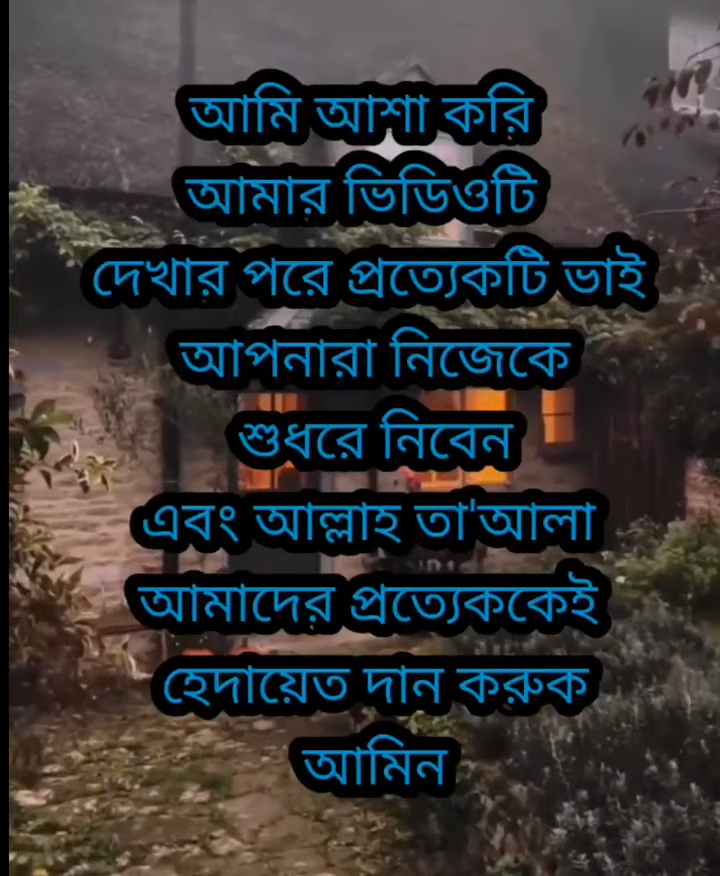 আমি আশা করি
আমার ভিডিওটি
দেখার পরে প্রত্যেকটি ভাই
আপনারা নিজেকে
শুধরে নিবেন
এবং আল্লাহ তা'আলা
আমাদের প্রত্যেককেই
হেদায়েত দান করুক
আমিন